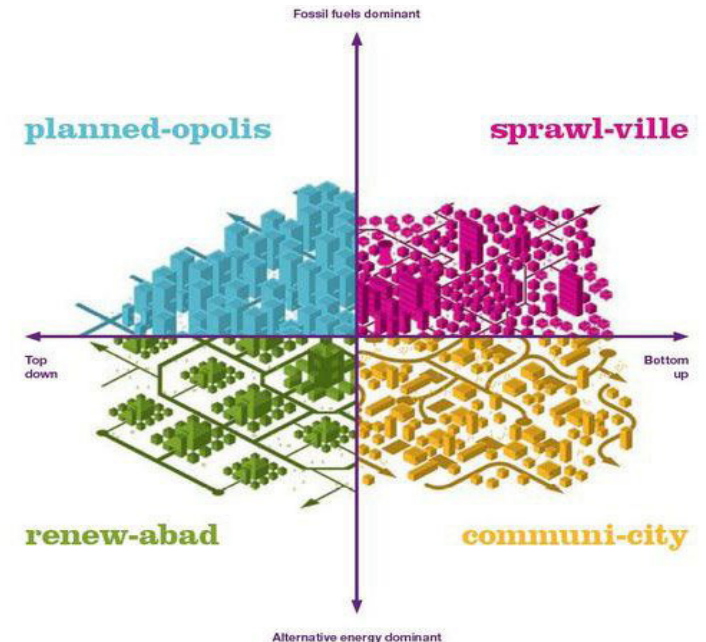 Fossil fuels dominant
planned-opolis
sprawl-ville
Top
down
Bottom
up
renew-abad
communi-city
Alternative energy dominant